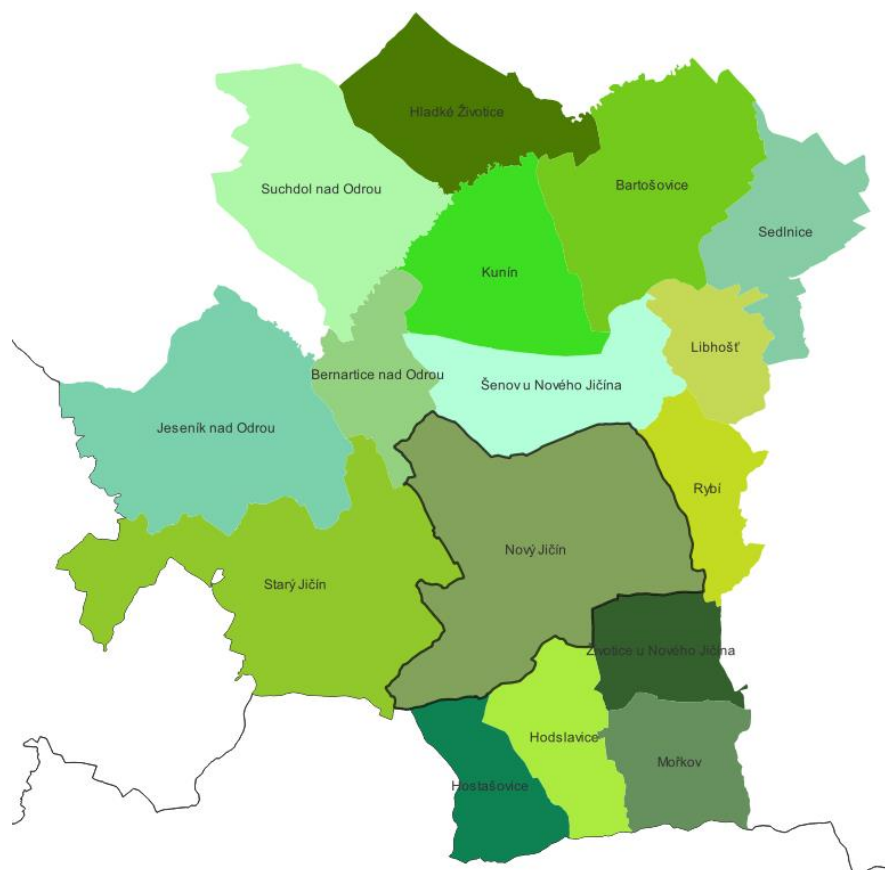 Hladké Životice
Suchdol nad Odrou
Bartošovice
Sedlnice
Kunín
Libhošť
Bernartice nad Odrou
Šenov u Nového Jičína
Jeseník nad Odrou
Rybí
Nový Jičín
Starý Jičín
Životice u Nového Jičína
Hodslavice
Mořkov
Hostašovice